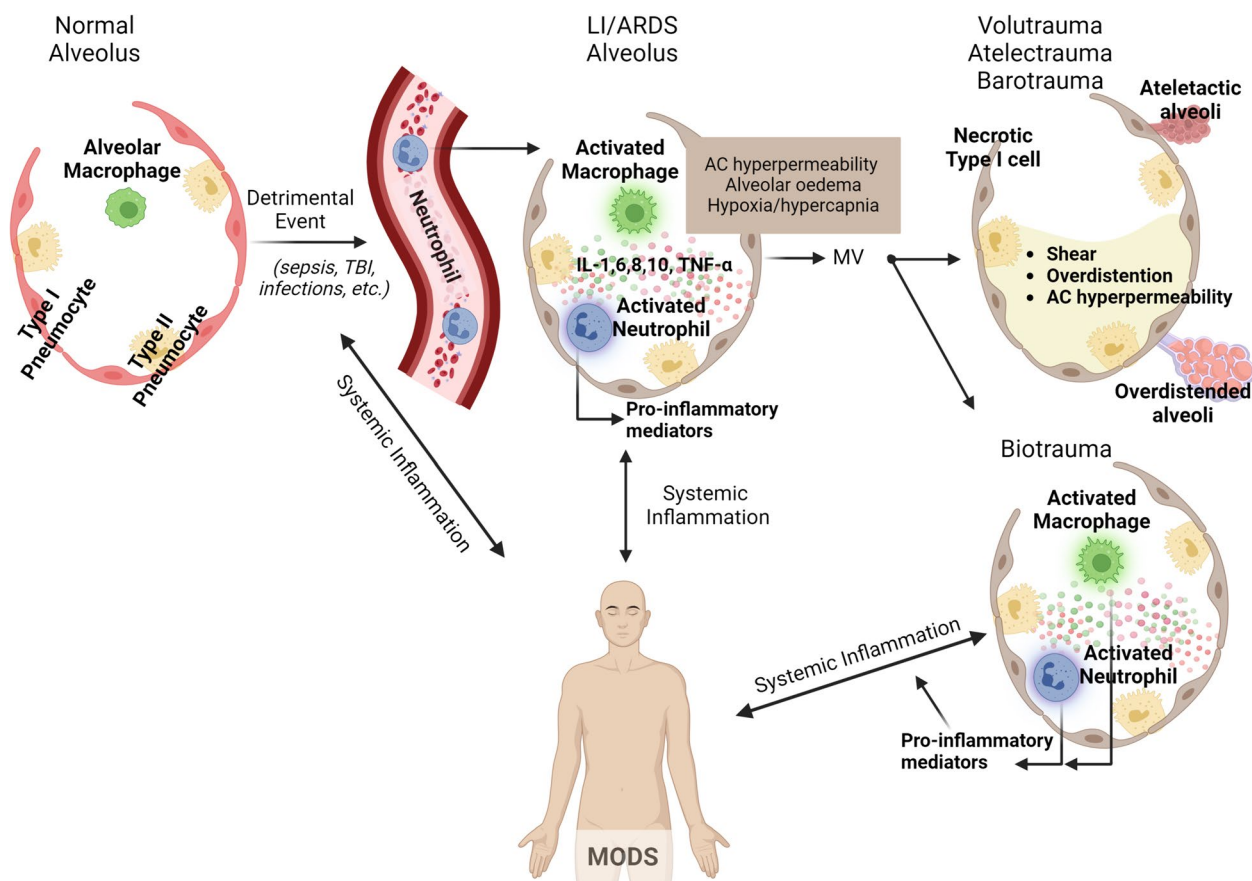 Normal
Alveolus
Alveolar
Macrophage
Type I
Pneumocyte
Type II
Pneumocyte
Detrimental
Event
(sepsis, TBI,
infections, etc.)
Neutrophil
LI/ARDS
Alveolus
Activated
Macrophage
IL-1,6,8,10, TNF-α
Activated
Neutrophil
Pro-inflammatory
mediators
AC hyperpermeability
Alveolar oedema
Hypoxia/hypercapnia
MV
Volutrauma
Atelectrauma
Barotrauma
Ateletactic
alveoli
Necrotic
Type I cell
• Shear
• Overdistention
• AC hyperpermeability
Overdistended
alveoli
Systemic Inflammation
Systemic
Inflammation
Biotrauma
Activated
Macrophage
Activated
Neutrophil
Systemic Inflammation
Pro-inflammatory
mediators
MODS